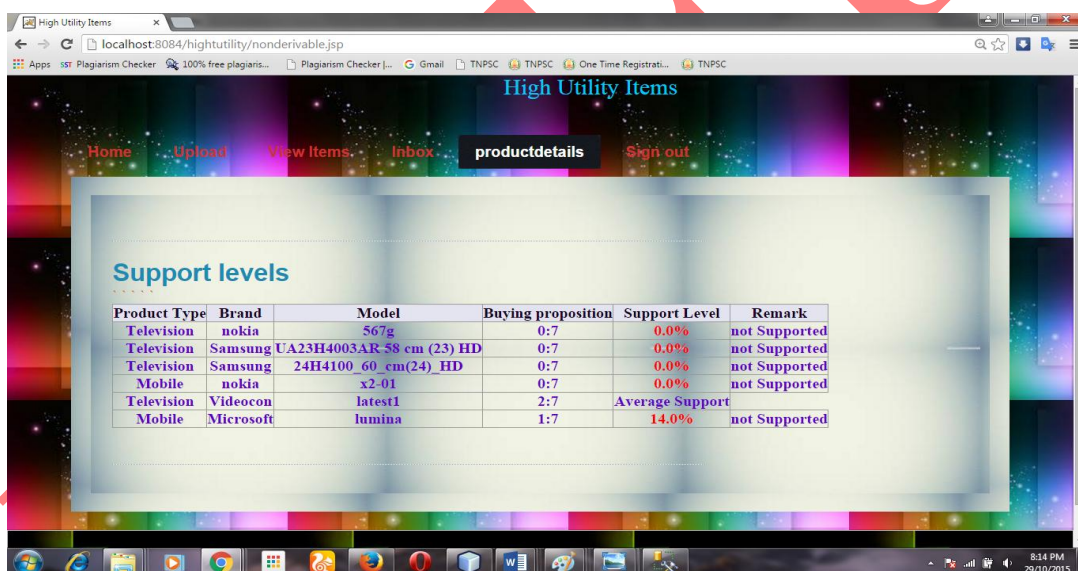 High Utility Items
localhost:8084/hightutility/nonderivable.jsp
Apps SST Plagiarism Checker 100% free plagiaris... Plagiarism Checker |... Gmail TNPSC TNPSC One Time Registrati... TNPSC
High Utility Items
Home Upload View Items Inbox productdetails Sign out
Support levels
Product Type Brand Model Buying proposition Support Level Remark
Television nokia 567g 0:7 0.0% not Supported
Television Samsung UA23H4003AR 58 cm (23) HD 0:7 0.0% not Supported
Television Samsung 24H4100_60_cm(24)_HD 0:7 0.0% not Supported
Mobile nokia x2-01 0:7 0.0% not Supported
Television Videocon latest1 2:7 Average Support
Mobile Microsoft lumina 1:7 14.0% not Supported
8:14 PM
29/10/2015